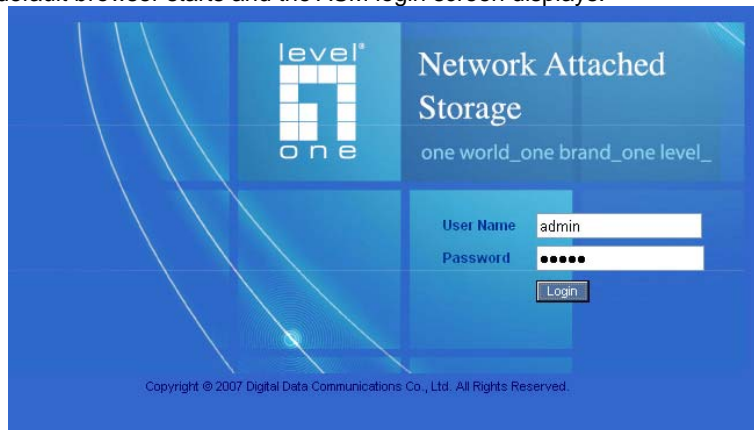 default browser starts and the NSM login screen displays.
level®
one
Network Attached
Storage
one world_one brand_one level_
User Name admin
Password ●●●●●
Login
Copyright © 2007 Digital Data Communications Co., Ltd. All Rights Reserved.